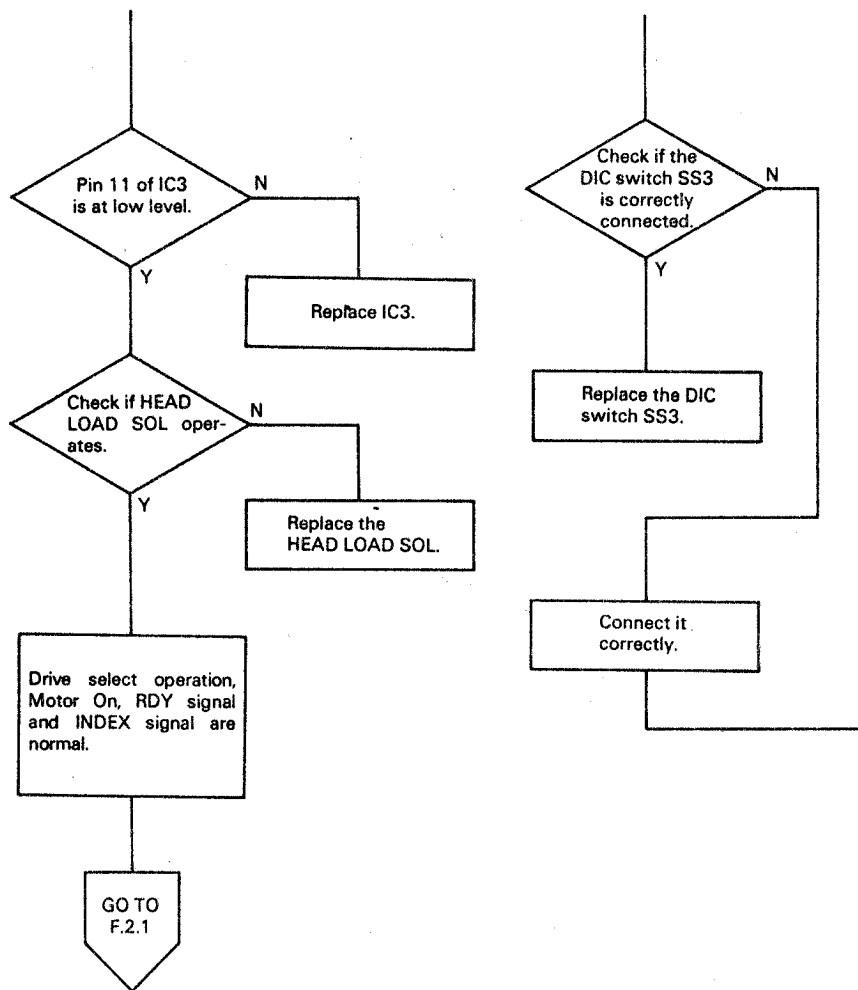 Pin 11 of IC3
is at low level.
N
Y
Replace IC3.
Check if HEAD
LOAD SOL oper-
ates.
N
Y
Replace the
HEAD LOAD SOL.
Drive select operation,
Motor On, RDY signal
and INDEX signal are
normal.
GO TO
F.2.1
Check if the
DIC switch SS3
is correctly
connected.
N
Y
Replace the DIC
switch SS3.
Connect it
correctly.